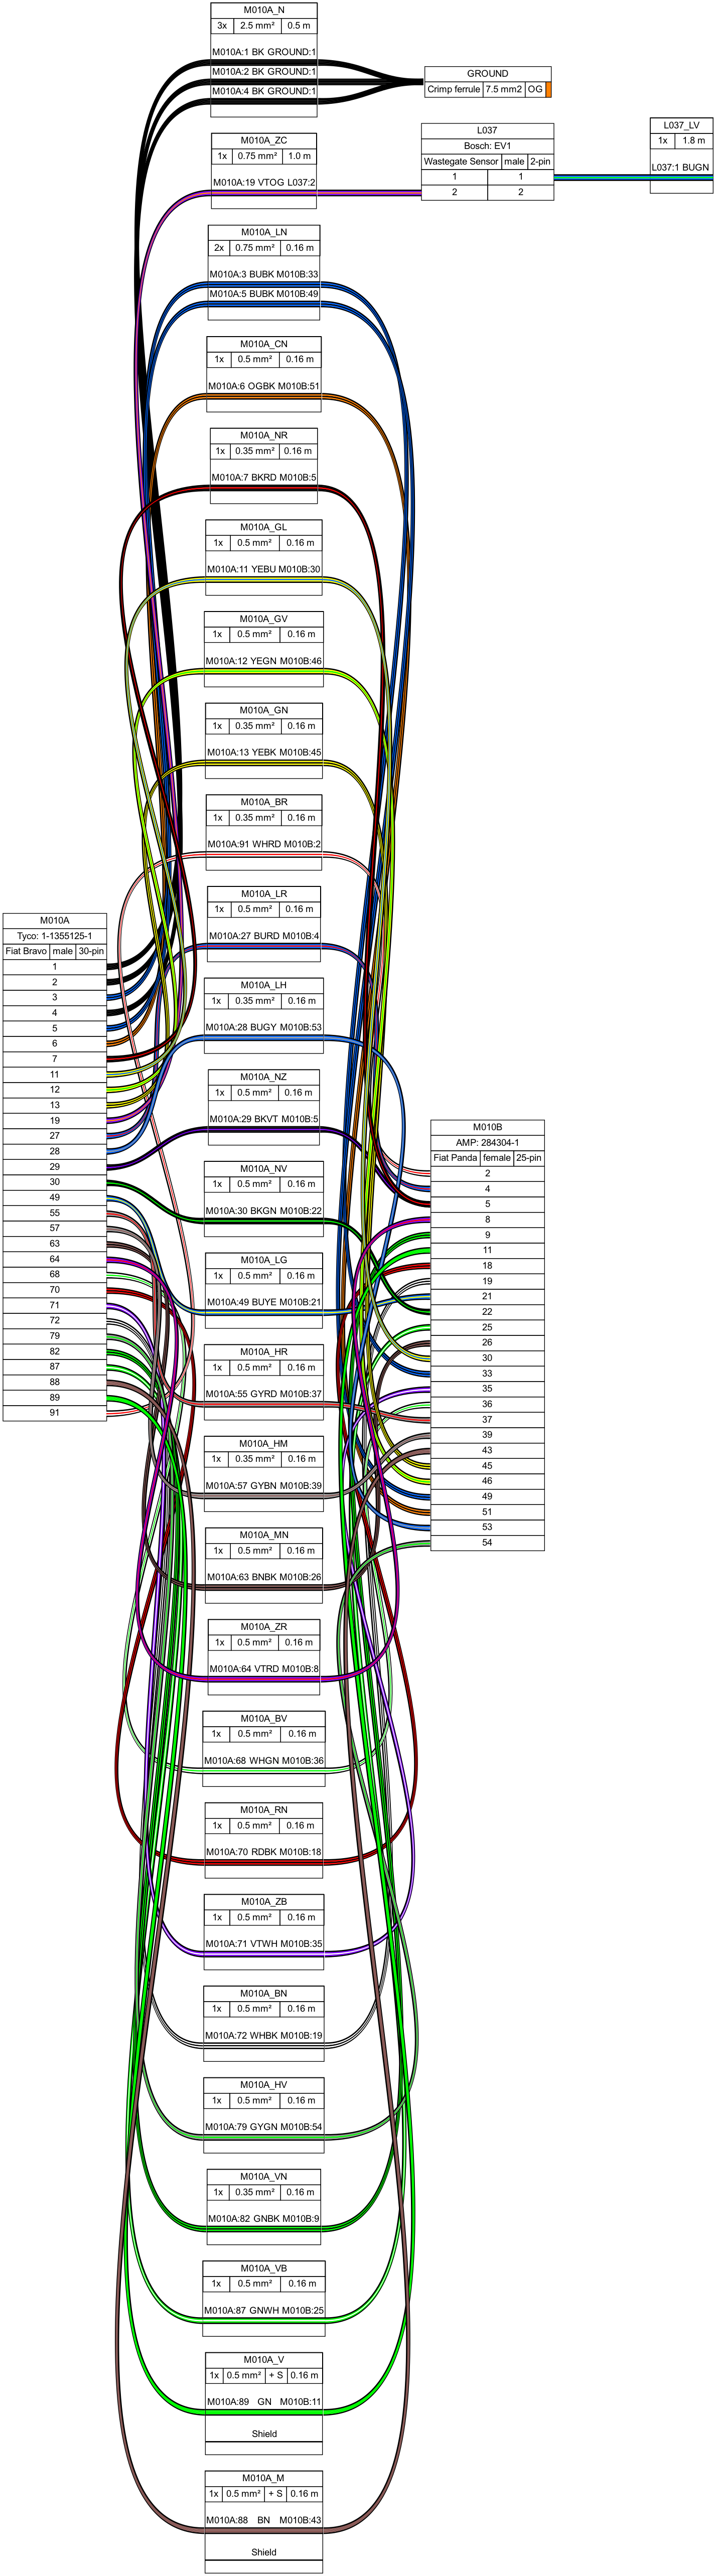 M010A_N
3x 2.5 mm² 0.5 m
M010A:1 BK GROUND:1
M010A:2 BK GROUND:1
M010A:4 BK GROUND:1
GROUND
Crimp ferrule 7.5 mm2 OG
M010A_ZC
1x 0.75 mm² 1.0 m
M010A:19 VTOG L037:2
L037
Bosch: EV1
Wastegate Sensor male 2-pin
1 1
2 2
L037_LV
1x 1.8 m
L037:1 BUGN
M010A_LN
2x 0.75 mm² 0.16 m
M010A:3 BUBK M010B:33
M010A:5 BUBK M010B:49
M010A_CN
1x 0.5 mm² 0.16 m
M010A:6 OGBK M010B:51
M010A_NR
1x 0.35 mm² 0.16 m
M010A:7 BKRD M010B:5
M010A_GL
1x 0.5 mm² 0.16 m
M010A:11 YEBU M010B:30
M010A_GV
1x 0.5 mm² 0.16 m
M010A:12 YEGN M010B:46
M010A_GN
1x 0.35 mm² 0.16 m
M010A:13 YEBK M010B:45
M010A_BR
1x 0.35 mm² 0.16 m
M010A:91 WHRD M010B:2
M010A_LR
1x 0.5 mm² 0.16 m
M010A:27 BURD M010B:4
M010A_LH
1x 0.35 mm² 0.16 m
M010A:28 BUGY M010B:53
M010A_NZ
1x 0.5 mm² 0.16 m
M010A:29 BKVT M010B:5
M010A_NV
1x 0.5 mm² 0.16 m
M010A:30 BKGN M010B:22
M010A_LG
1x 0.5 mm² 0.16 m
M010A:49 BUYE M010B:21
M010A_HR
1x 0.5 mm² 0.16 m
M010A:55 GYRD M010B:37
M010A_HM
1x 0.35 mm² 0.16 m
M010A:57 GYBN M010B:39
M010A_MN
1x 0.5 mm² 0.16 m
M010A:63 BNBK M010B:26
M010A_ZR
1x 0.5 mm² 0.16 m
M010A:64 VTRD M010B:8
M010A_BV
1x 0.5 mm² 0.16 m
M010A:68 WHGN M010B:36
M010A_RN
1x 0.5 mm² 0.16 m
M010A:70 RDBK M010B:18
M010A_ZB
1x 0.5 mm² 0.16 m
M010A:71 VTWH M010B:35
M010A_BN
1x 0.5 mm² 0.16 m
M010A:72 WHBK M010B:19
M010A_HV
1x 0.5 mm² 0.16 m
M010A:79 GYGN M010B:54
M010A_VN
1x 0.35 mm² 0.16 m
M010A:82 GNBK M010B:9
M010A_VB
1x 0.5 mm² 0.16 m
M010A:87 GNWH M010B:25
M010A_V
1x 0.5 mm² + S 0.16 m
M010A:89 GN M010B:11
Shield
M010A_M
1x 0.5 mm² + S 0.16 m
M010A:88 BN M010B:43
Shield
M010A
Tyco: 1-1355125-1
Fiat Bravo male 30-pin
1
2
3
4
5
6
7
11
12
13
19
27
28
29
30
49
55
57
63
64
68
70
71
72
79
82
87
88
89
91
M010B
AMP: 284304-1
Fiat Panda female 25-pin
2
4
5
8
9
11
18
19
21
22
25
26
30
33
35
36
37
39
43
45
46
49
51
53
54